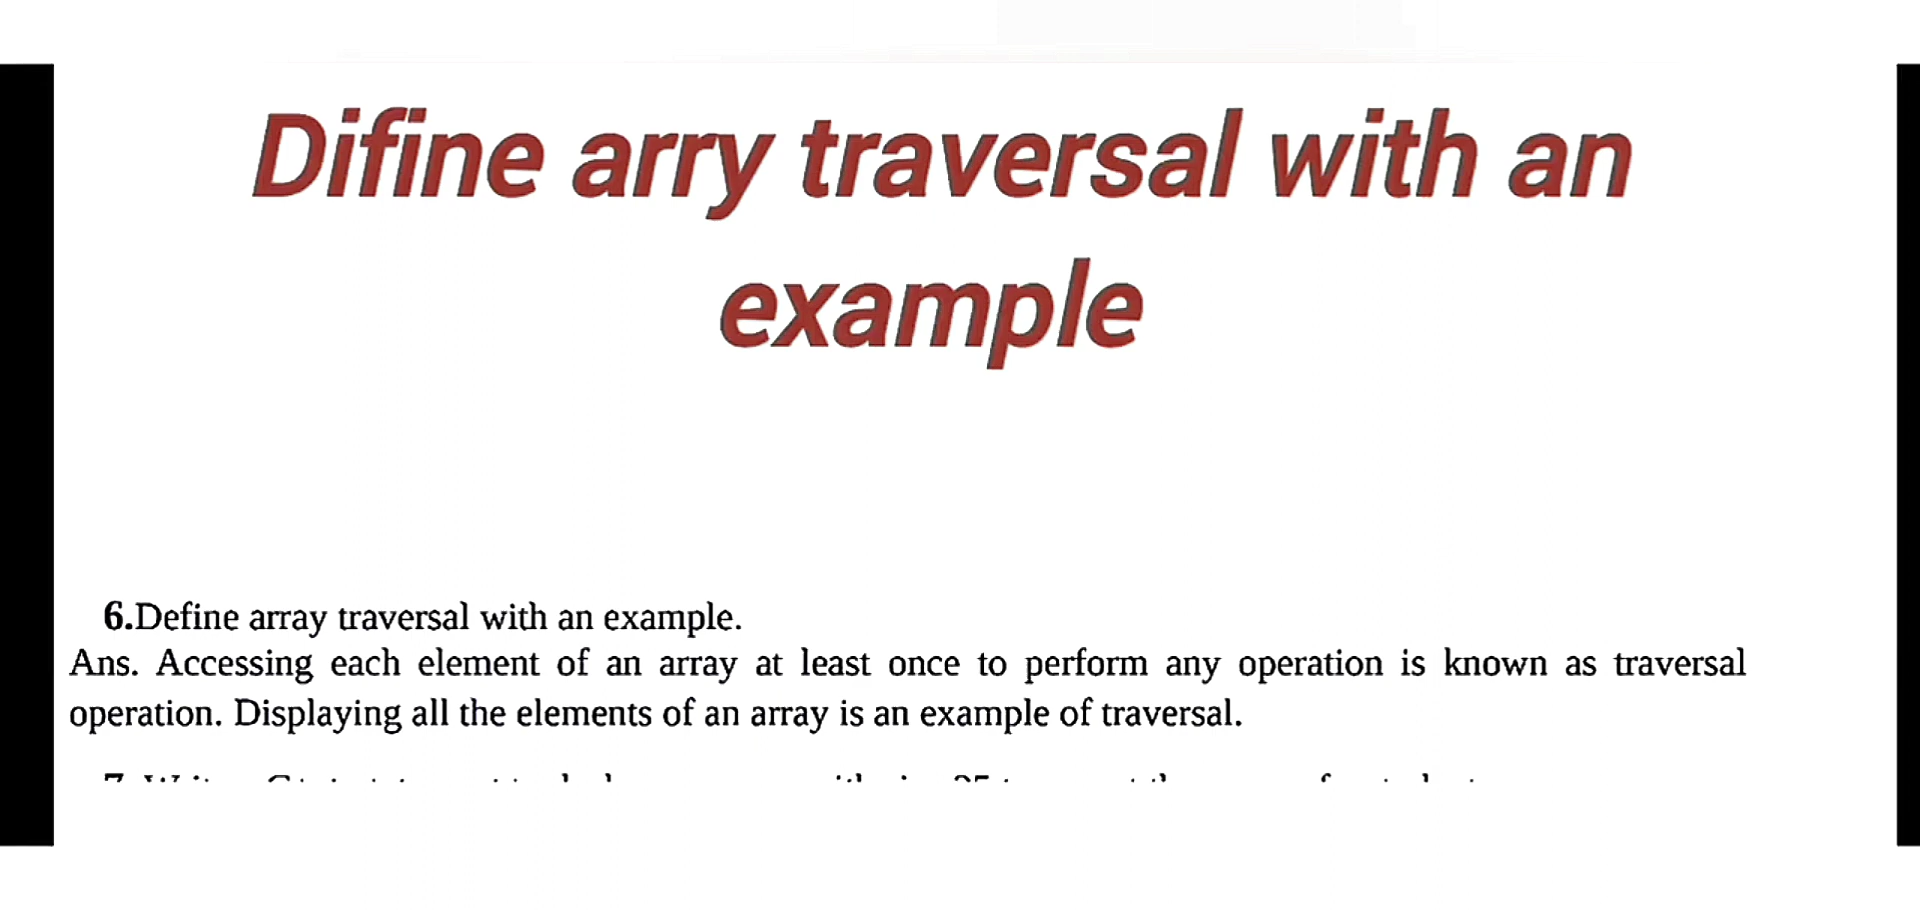 Difine arry traversal with an
example
6.Define array traversal with an example.
Ans. Accessing each element of an array at least once to perform any operation is known as traversal
operation. Displaying all the elements of an array is an example of traversal.